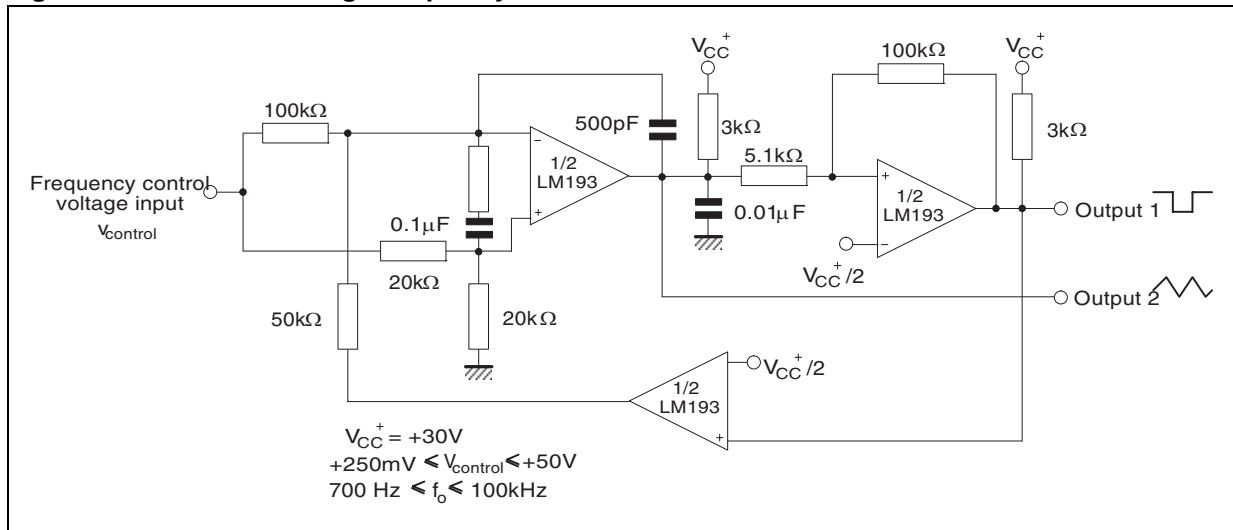 V_CC^+
100kΩ
V_CC^+
100kΩ
500pF
3kΩ
3kΩ
5.1kΩ
−
1/2
LM193
+
Frequency control
voltage input
V_control
+
1/2
LM193
−
Output 1
0.1µF
0.01µF
V_CC^+/2
20kΩ
Output 2
50kΩ
20kΩ
V_CC^+/2
1/2
LM193
+
V_CC^+ = +30V
+250mV ≤ V_control ≤ +50V
700 Hz ≤ f_o ≤ 100kHz